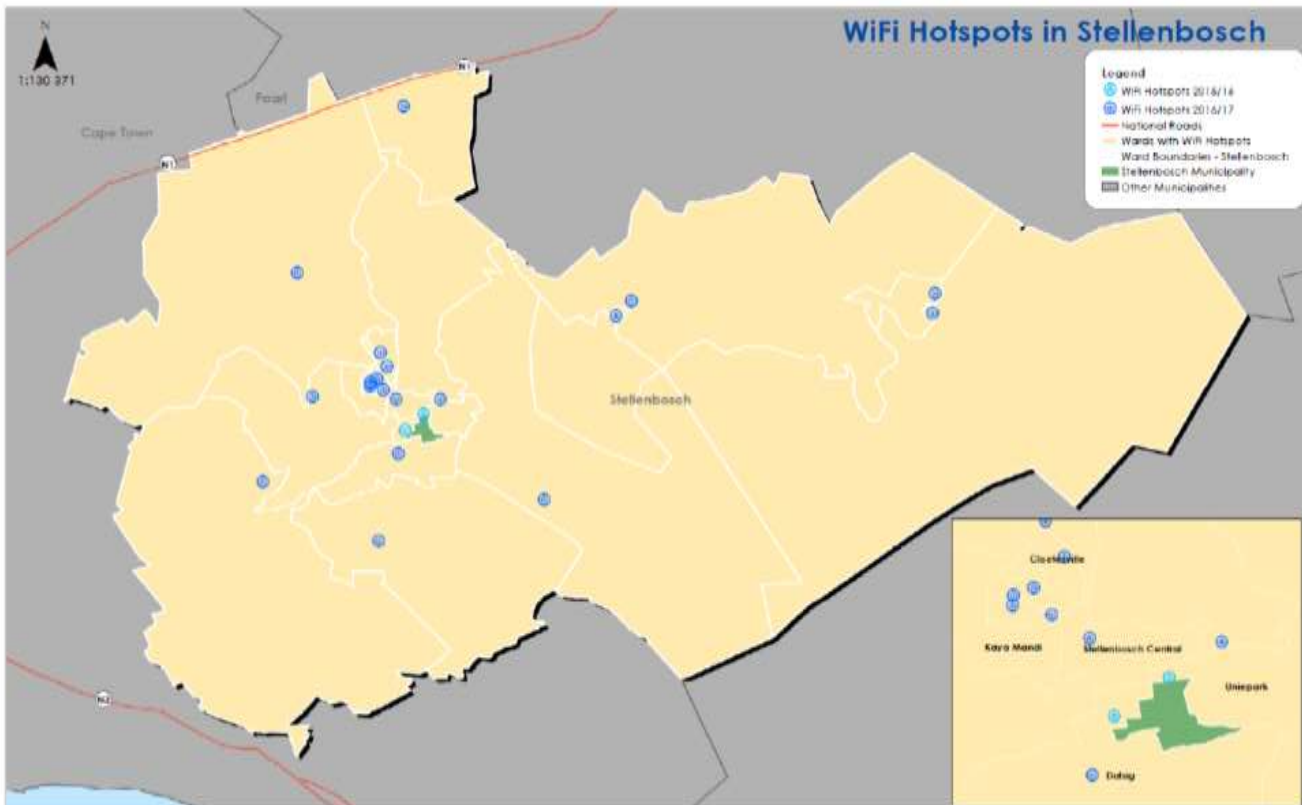 WiFi Hotspots in Stellenbosch
N
1:130 371
Paarl
Cape Town
N1
N1
Legend
WiFi Hotspots 2015/16
WiFi Hotspots 2016/17
National Roads
Wards with WiFi Hotspots
Ward Boundaries - Stellenbosch
Stellenbosch Municipality
Other Municipalities
Stellenbosch
N2
Cloetesville
Kaya Mandi
Stellenbosch Central
Uniepark